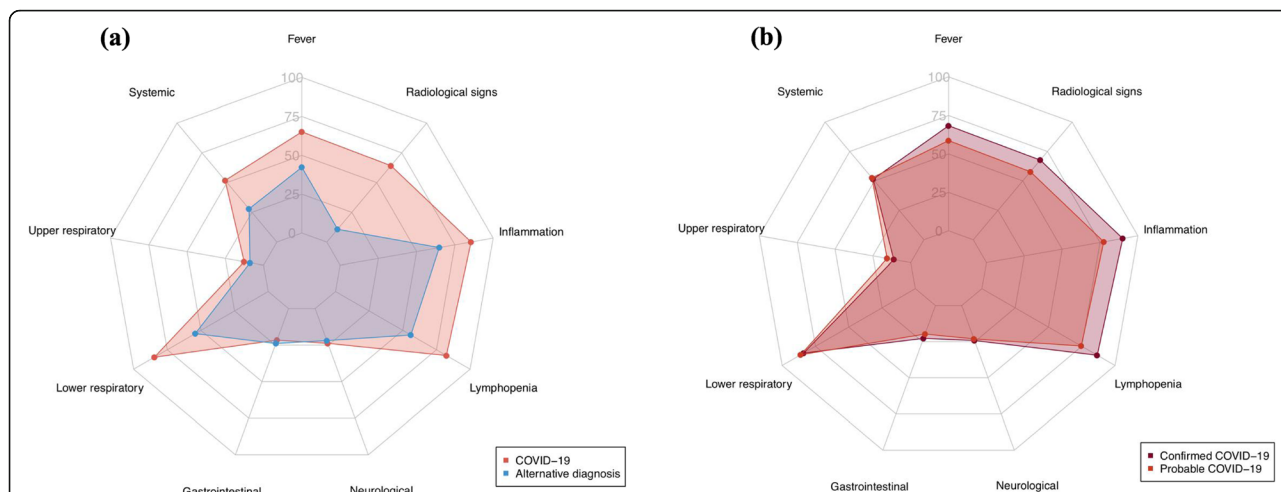 (a)
Fever
Systemic
Radiological signs
100
75
50
25
0
Upper respiratory
Inflammation
Lower respiratory
Lymphopenia
Gastrointestinal
Neurological
COVID−19
Alternative diagnosis
(b)
Fever
Systemic
Radiological signs
100
75
50
25
0
Upper respiratory
Inflammation
Lower respiratory
Lymphopenia
Gastrointestinal
Neurological
Confirmed COVID−19
Probable COVID−19